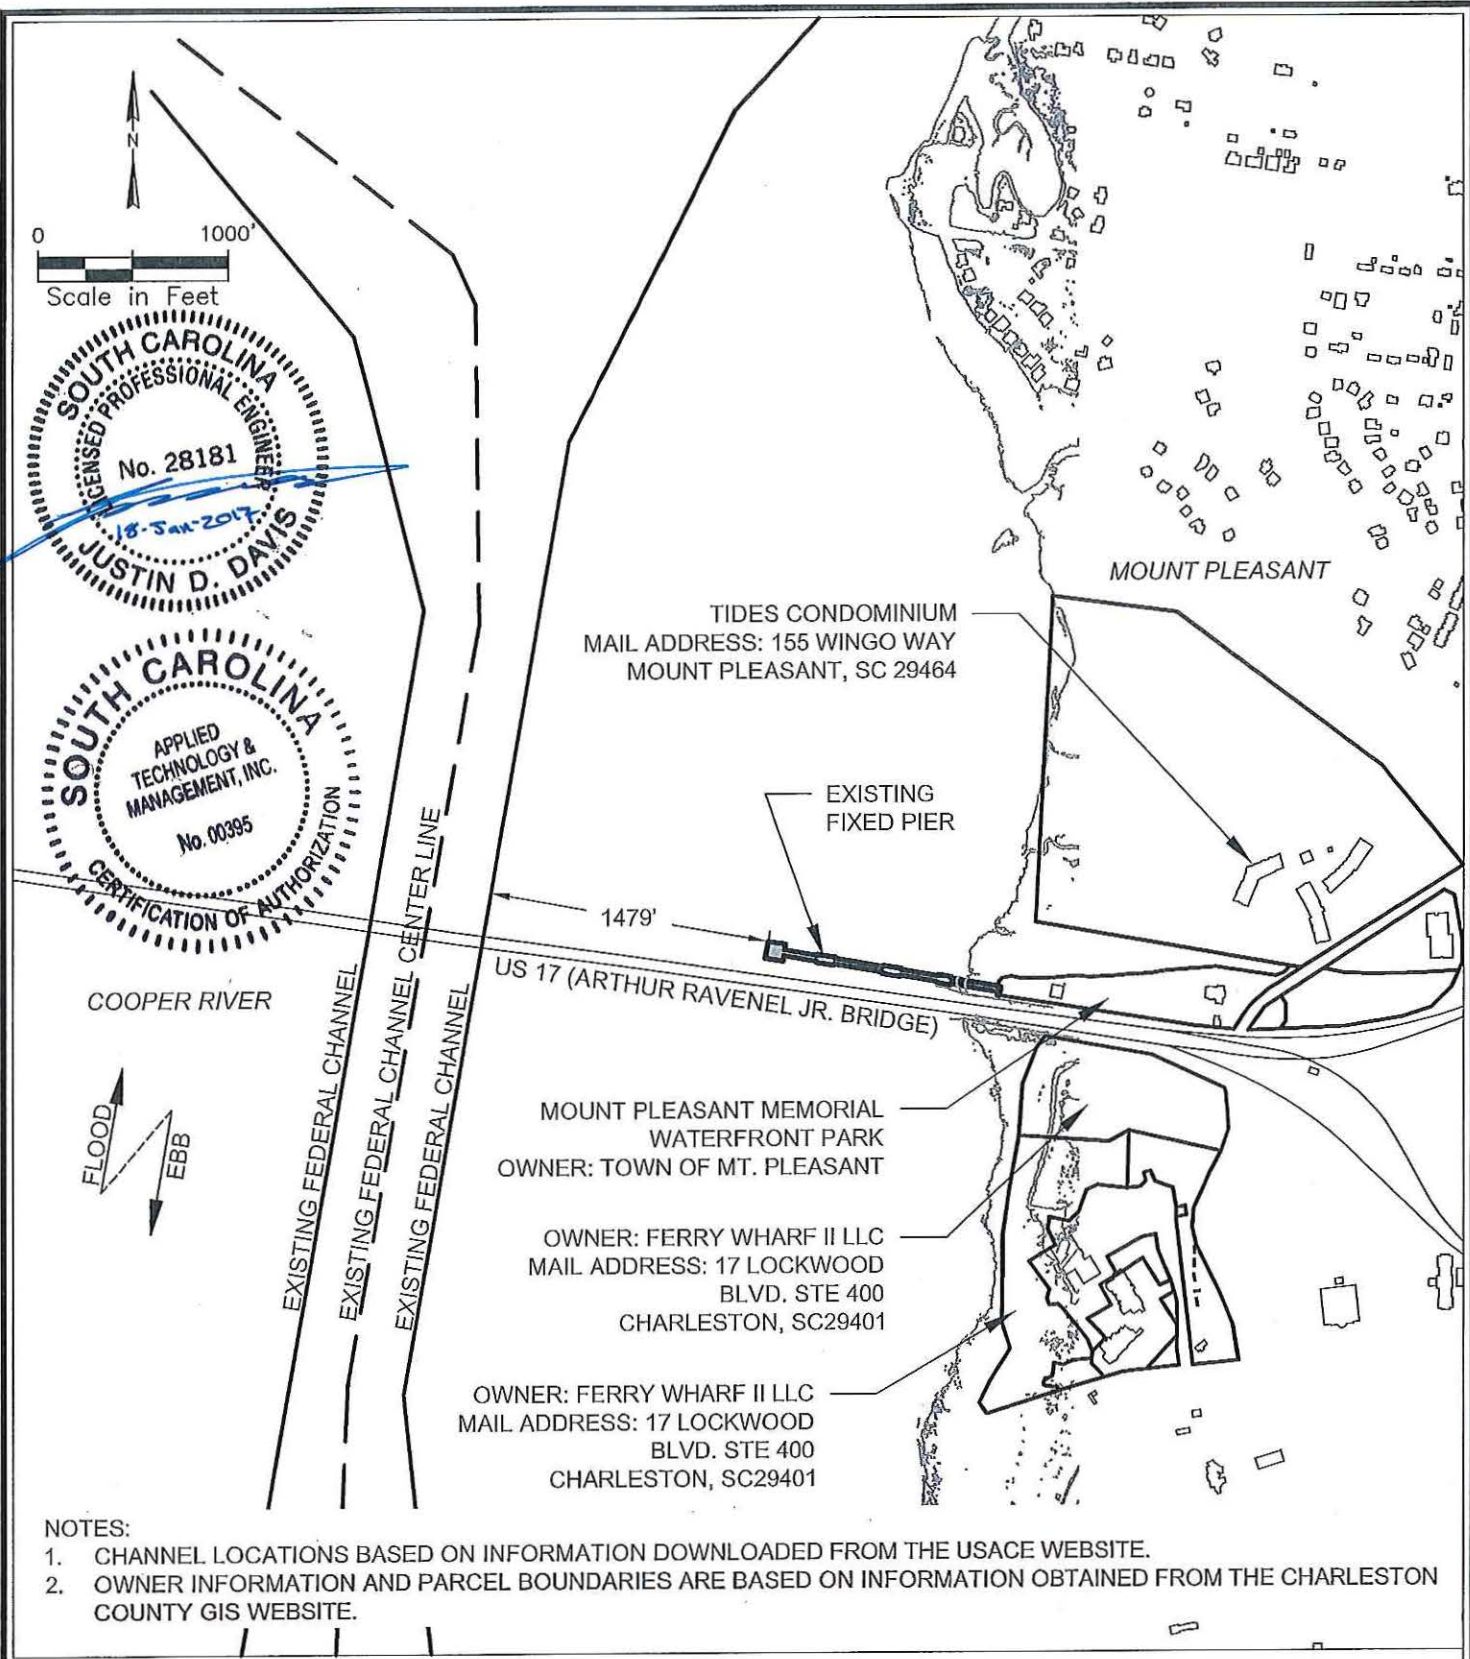 N
0 1000'
Scale in Feet
SOUTH CAROLINA
LICENSED PROFESSIONAL ENGINEER
No. 28181
18-Jan-2017
JUSTIN D. DAVIS
SOUTH CAROLINA
APPLIED
TECHNOLOGY &
MANAGEMENT, INC.
No. 00395
CERTIFICATION OF AUTHORIZATION
MOUNT PLEASANT
TIDES CONDOMINIUM
MAIL ADDRESS: 155 WINGO WAY
MOUNT PLEASANT, SC 29464
EXISTING
FIXED PIER
1479'
US 17 (ARTHUR RAVENEL JR. BRIDGE)
COOPER RIVER
FLOOD
EBB
EXISTING FEDERAL CHANNEL
EXISTING FEDERAL CHANNEL CENTER LINE
EXISTING FEDERAL CHANNEL
MOUNT PLEASANT MEMORIAL
WATERFRONT PARK
OWNER: TOWN OF MT. PLEASANT
OWNER: FERRY WHARF II LLC
MAIL ADDRESS: 17 LOCKWOOD
BLVD. STE 400
CHARLESTON, SC29401
OWNER: FERRY WHARF II LLC
MAIL ADDRESS: 17 LOCKWOOD
BLVD. STE 400
CHARLESTON, SC29401
NOTES:
1. CHANNEL LOCATIONS BASED ON INFORMATION DOWNLOADED FROM THE USACE WEBSITE.
2. OWNER INFORMATION AND PARCEL BOUNDARIES ARE BASED ON INFORMATION OBTAINED FROM THE CHARLESTON
COUNTY GIS WEBSITE.